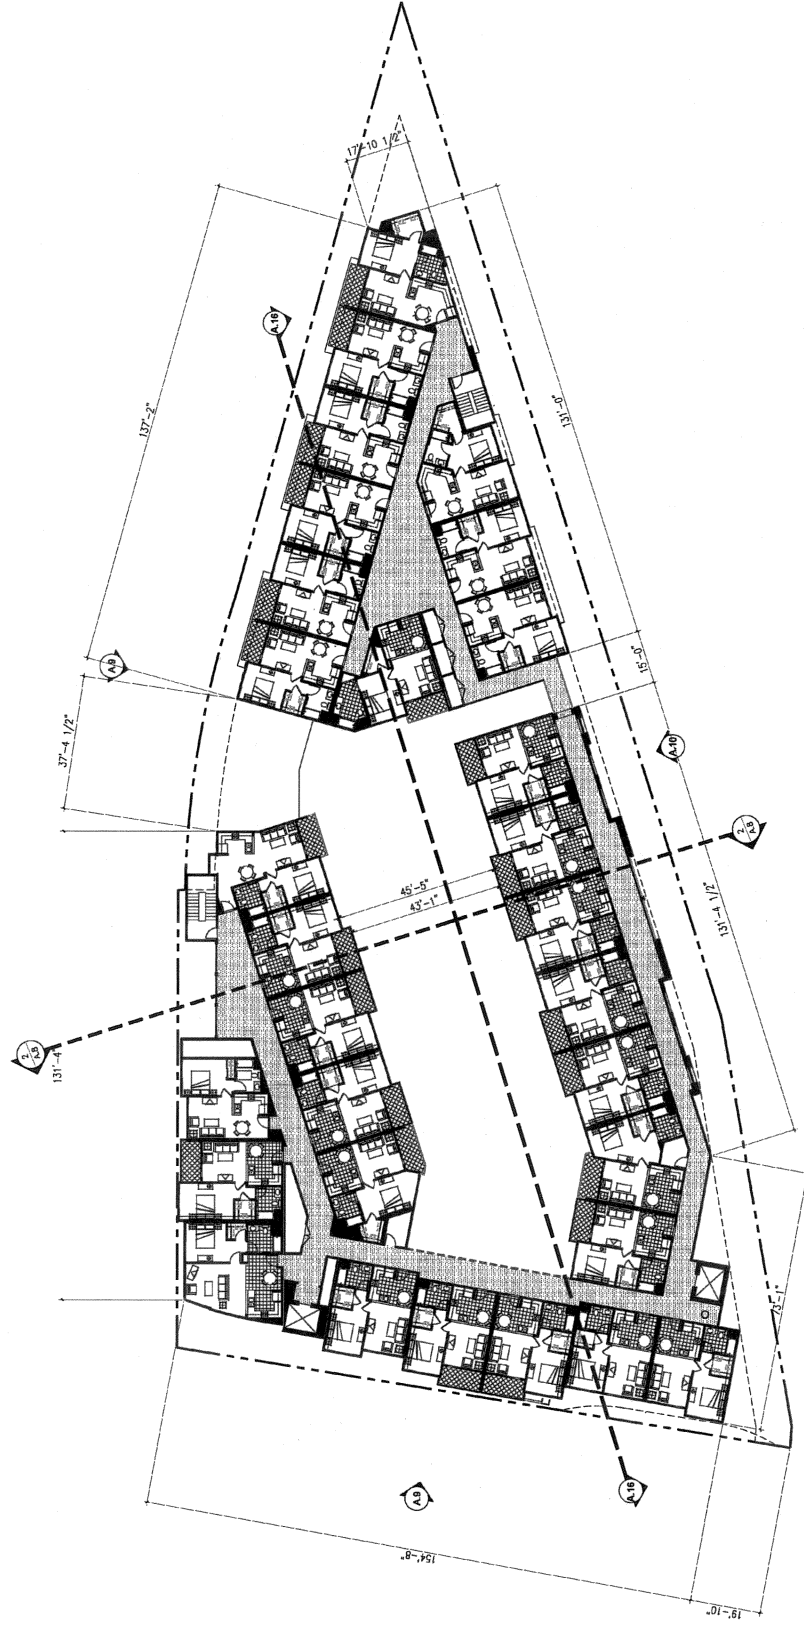 17'-10 1/2"
A.16
137'-2"
131'-0"
A.9
15'-0"
37'-4 1/2"
A.10
2
A.8
45'-5"
43'-1"
131'-4 1/2"
2
A.8
131'-4"
73'-1"
A.9
A.16
154'-8"
19'-10"